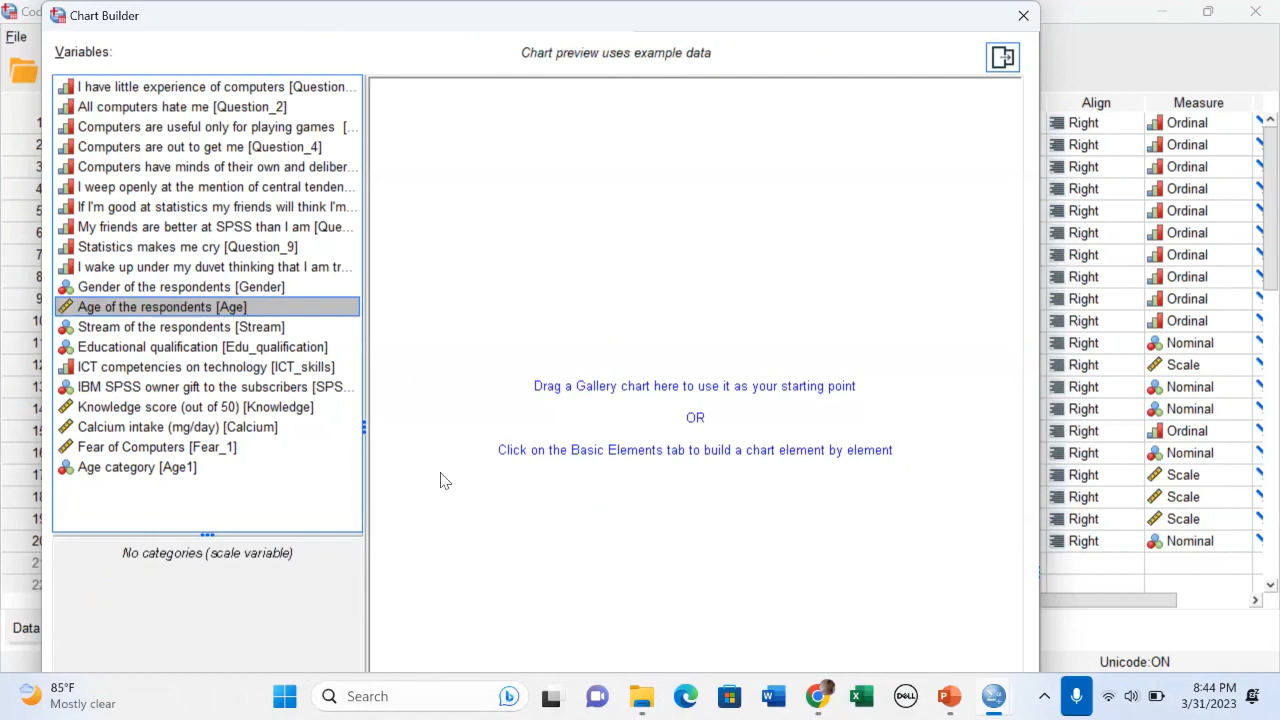 Chart Builder
File
Variables:
Chart preview uses example data
I have little experience of computers [Question...
All computers hate me [Question_2]
Computers are useful only for playing games [...
Computers are out to get me [Question_4]
Computers have minds of their own and deliber...
I weep openly at the mention of central tenden...
If I'm good at statistics my friends will think I'm...
My friends are better at SPSS than I am [Que...
Statistics makes me cry [Question_9]
I wake up under my duvet thinking that I am tr...
Gender of the respondents [Gender]
Are of the respipents [Age]
Stream of the respondents [Stream]
Educational qualification [Edu_qualification]
ICT competencies on technology [ICT_skills]
IBM SPSS owner gift to the subscribers [SPS...
Knowledge score (out of 50) [Knowledge]
Calcium intake (mg/day) [Calcium]
Fear of Computers [Fear_1]
Age category [Age1]
No categories (scale variable)
Drag a Gallery chart here to use it as your starting point
OR
Click on the Basic Elements tab to build a chart element by element
Align Measure
Right Ordinal
Right Ordinal
Right Ordinal
Right Ordinal
Right Ordinal
Right Ordinal
Right Ordinal
Right Ordinal
Right Ordinal
Right Ordinal
Right Nominal
Right Scale
Right Nominal
Right Nominal
Right Ordinal
Right Nominal
Right Scale
Right Scale
Right Scale
Right Nominal
Data
Unicode:ON
85°F
Mostly clear
Search
DELL
8:44 PM
3/31/2023